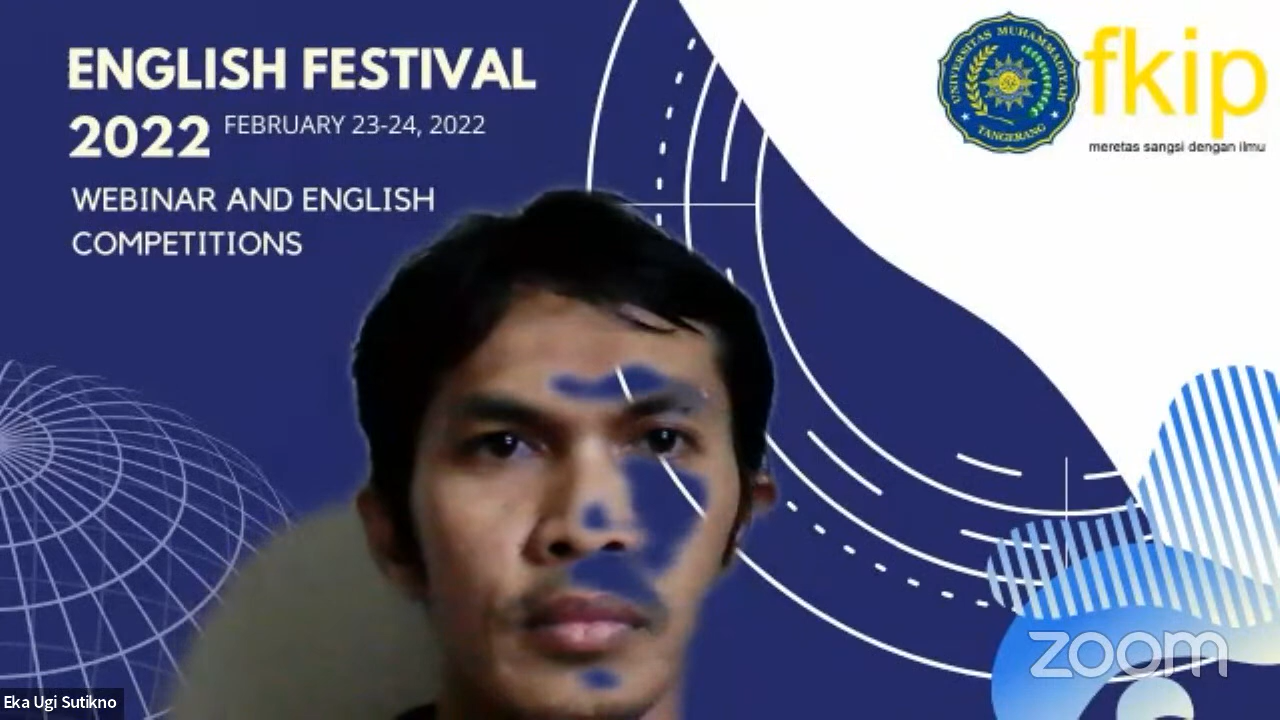 ENGLISH FESTIVAL
2022 FEBRUARY 23-24, 2022
WEBINAR AND ENGLISH
COMPETITIONS
UNIVERSITAS MUHAMMADIYAH
TANGERANG
fkip
meretas sangsi dengan ilmu
zoom
Eka Ugi Sutikno